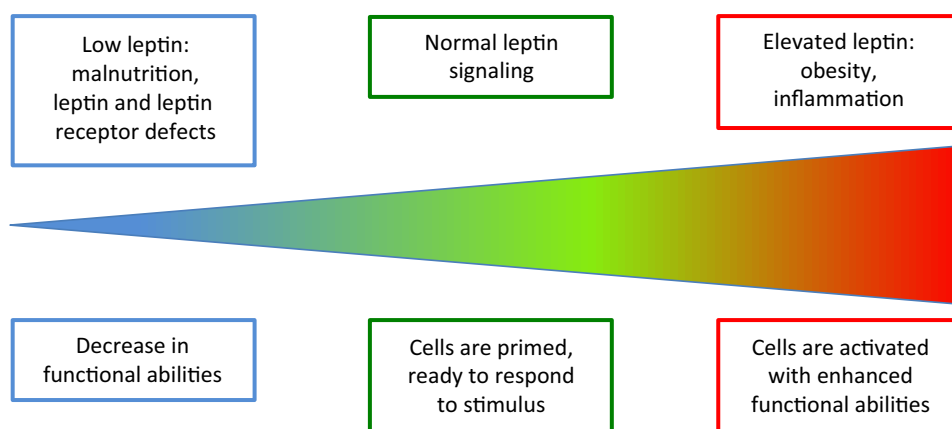 Low leptin:
malnutrition,
leptin and leptin
receptor defects
Normal leptin
signaling
Elevated leptin:
obesity,
inflammation
Decrease in
functional abilities
Cells are primed,
ready to respond
to stimulus
Cells are activated
with enhanced
functional abilities